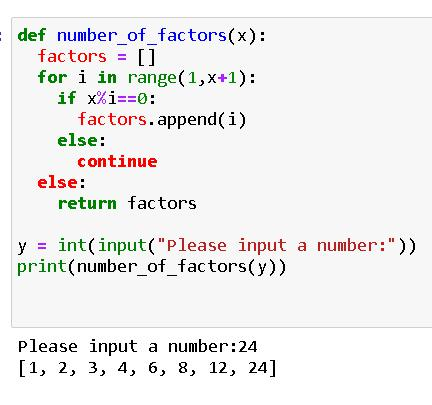 :
def number_of_factors(x):
  factors = []
  for i in range(1,x+1):
    if x%i==0:
      factors.append(i)
    else:
      continue
  else:
    return factors

y = int(input("Please input a number:"))
print(number_of_factors(y))

Please input a number:24
[1, 2, 3, 4, 6, 8, 12, 24]